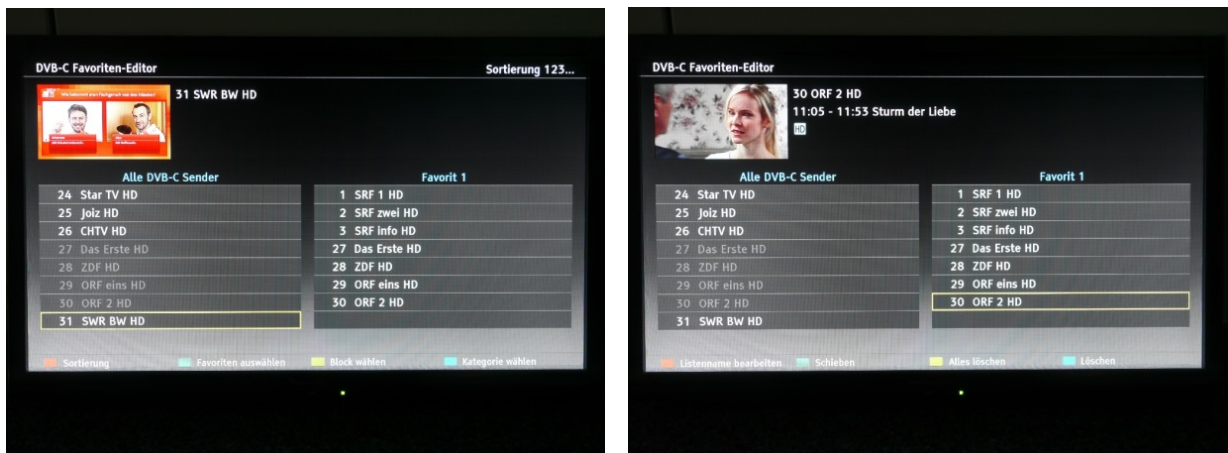 DVB-C Favoriten-Editor
Sortierung 123...
31 SWR BW HD
Alle DVB-C Sender
24 Star TV HD
25 Joiz HD
26 CHTV HD
27 Das Erste HD
28 ZDF HD
29 ORF eins HD
30 ORF 2 HD
31 SWR BW HD
Favorit 1
1 SRF 1 HD
2 SRF zwei HD
3 SRF info HD
27 Das Erste HD
28 ZDF HD
29 ORF eins HD
30 ORF 2 HD
Sortierung
Favoriten auswählen
Block wählen
Kategorie wählen
DVB-C Favoriten-Editor
30 ORF 2 HD
11:05 - 11:53 Sturm der Liebe
HD
Alle DVB-C Sender
24 Star TV HD
25 Joiz HD
26 CHTV HD
27 Das Erste HD
28 ZDF HD
29 ORF eins HD
30 ORF 2 HD
31 SWR BW HD
Favorit 1
1 SRF 1 HD
2 SRF zwei HD
3 SRF info HD
27 Das Erste HD
28 ZDF HD
29 ORF eins HD
30 ORF 2 HD
Listenname bearbeiten
Schieben
Alles löschen
Löschen